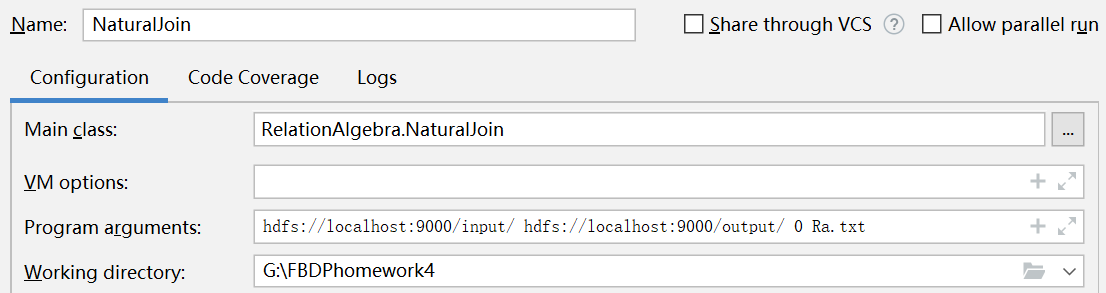 Name: NaturalJoin Share through VCS ? Allow parallel run
Configuration Code Coverage Logs
Main class: RelationAlgebra.NaturalJoin ...
VM options:
Program arguments: hdfs://localhost:9000/input/ hdfs://localhost:9000/output/ 0 Ra.txt
Working directory: G:\FBDPhomework4